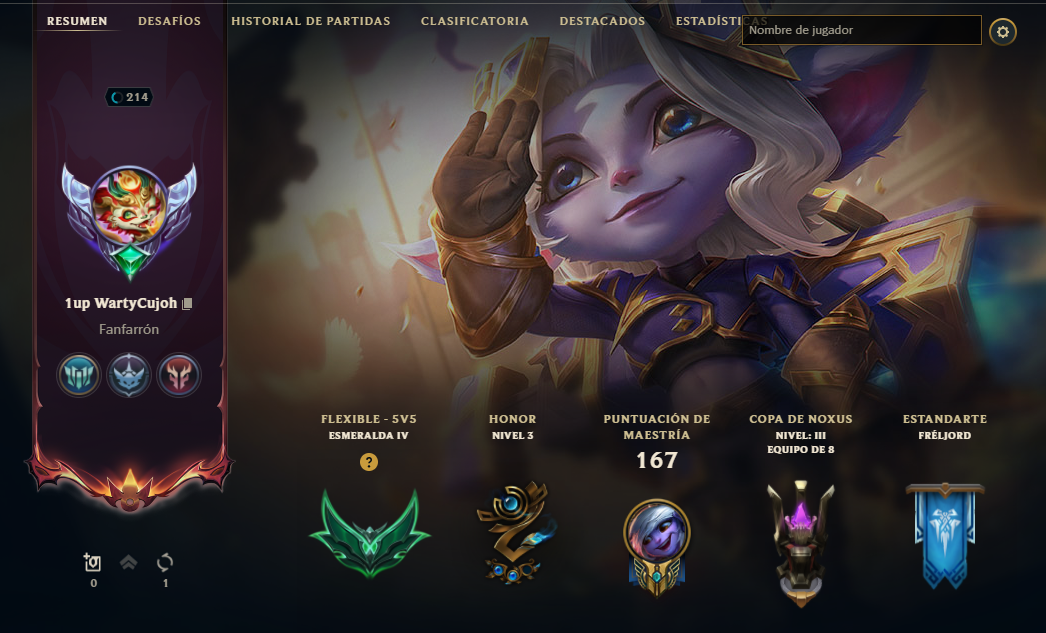 RESUMEN DESAFÍOS HISTORIAL DE PARTIDAS CLASIFICATORIA DESTACADOS ESTADÍSTICAS
Nombre de jugador
214
1up WartyCujoh
Fanfarrón
FLEXIBLE - 5V5
ESMERALDA IV
?
HONOR
NIVEL 3
PUNTUACIÓN DE
MAESTRÍA
167
COPA DE NOXUS
NIVEL: III
EQUIPO DE 8
ESTANDARTE
FRÉLJORD
0
1